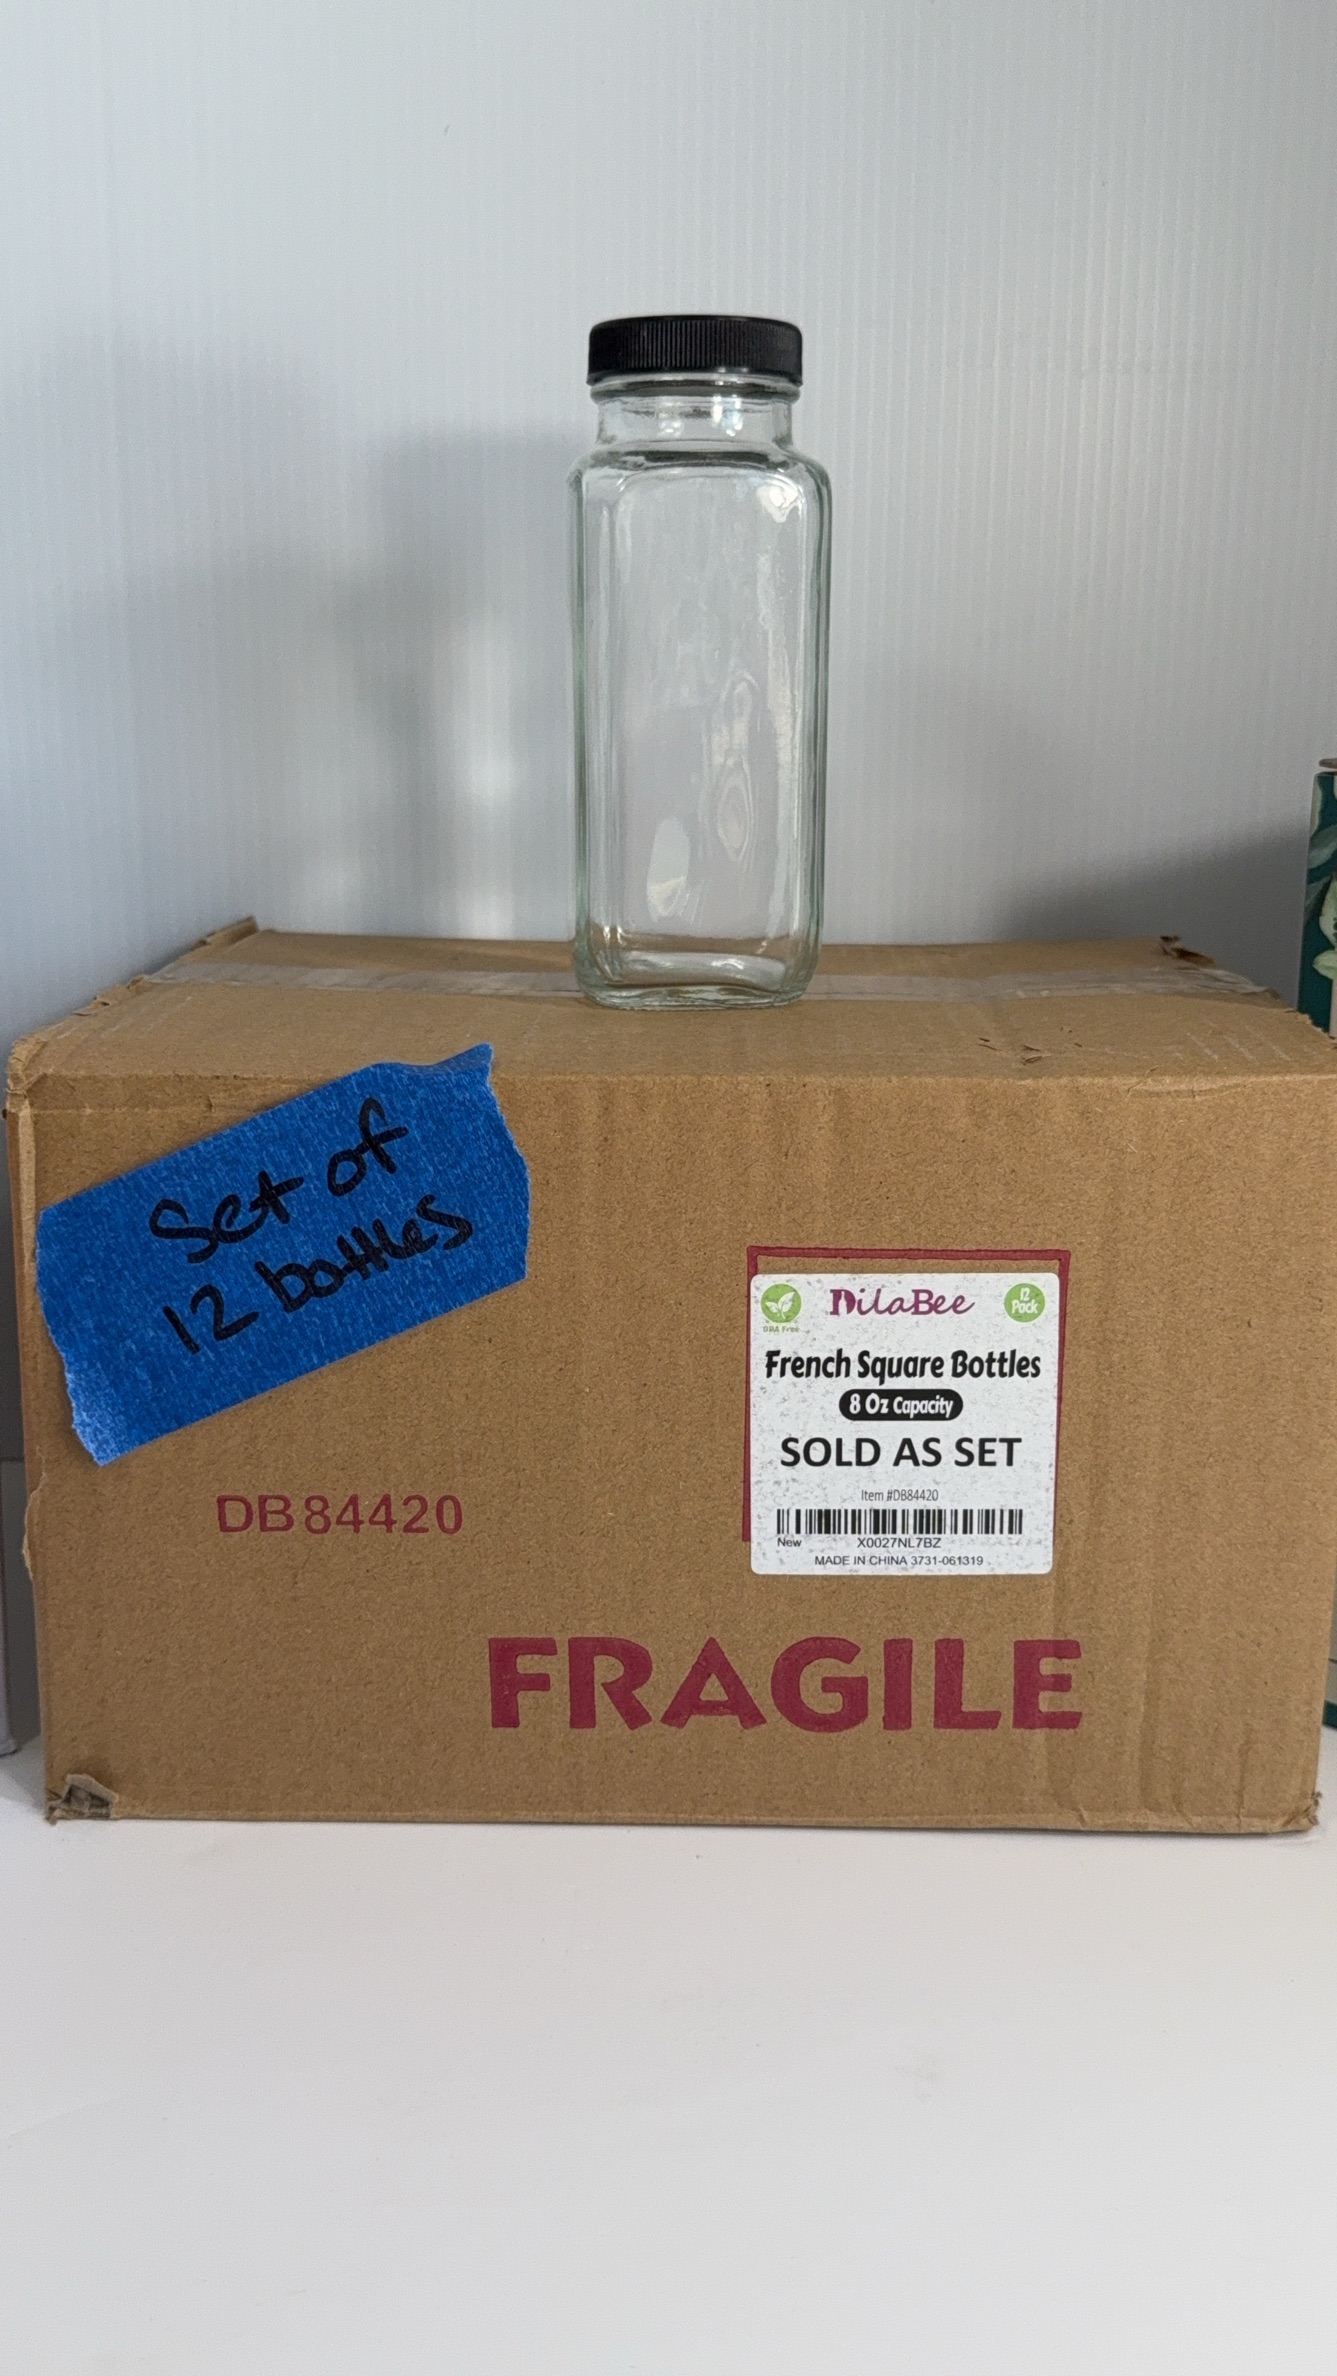 Set of
12 bottles
BBA Free
DilaBee
12
Pack
French Square Bottles
8 Oz Capacity
SOLD AS SET
Item #DB84420
New
X0027NL7BZ
MADE IN CHINA 3731-061319
DB84420
FRAGILE